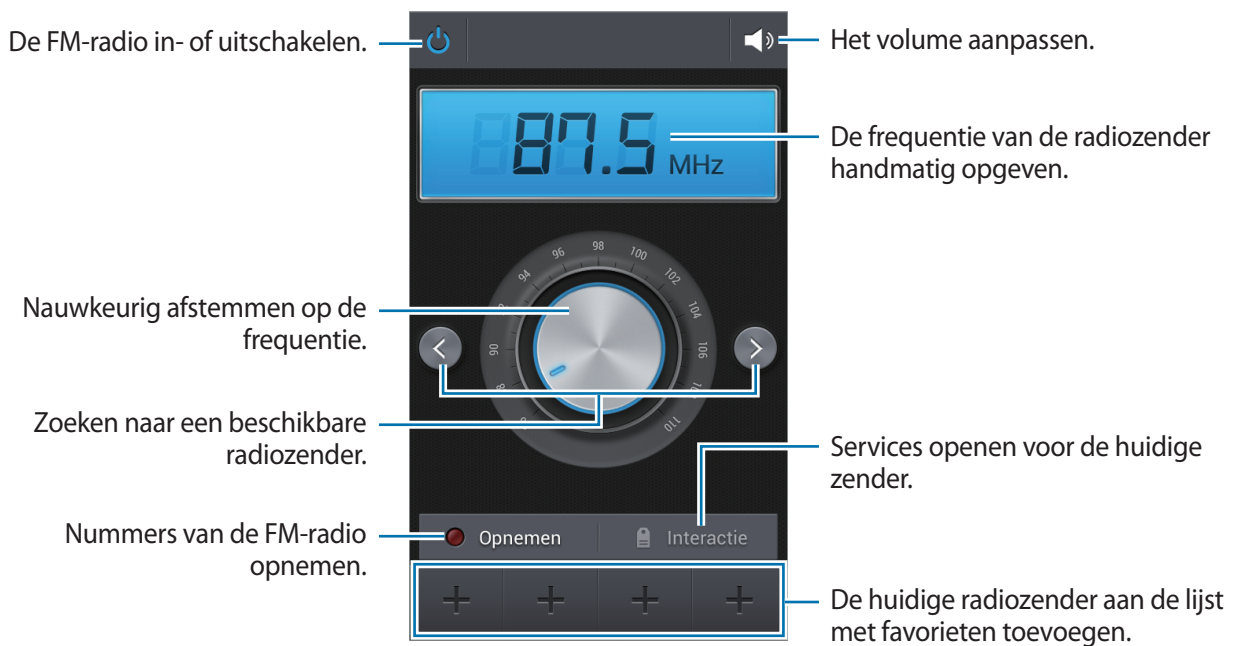 De FM-radio in- of uitschakelen.
Het volume aanpassen.
87.5 MHz
De frequentie van de radiozender
handmatig opgeven.
94 96 98 100 102 104
90 106
110
Nauwkeurig afstemmen op de
frequentie.
Zoeken naar een beschikbare
radiozender.
Services openen voor de huidige
zender.
Nummers van de FM-radio
opnemen.
Opnemen
Interactie
De huidige radiozender aan de lijst
met favorieten toevoegen.